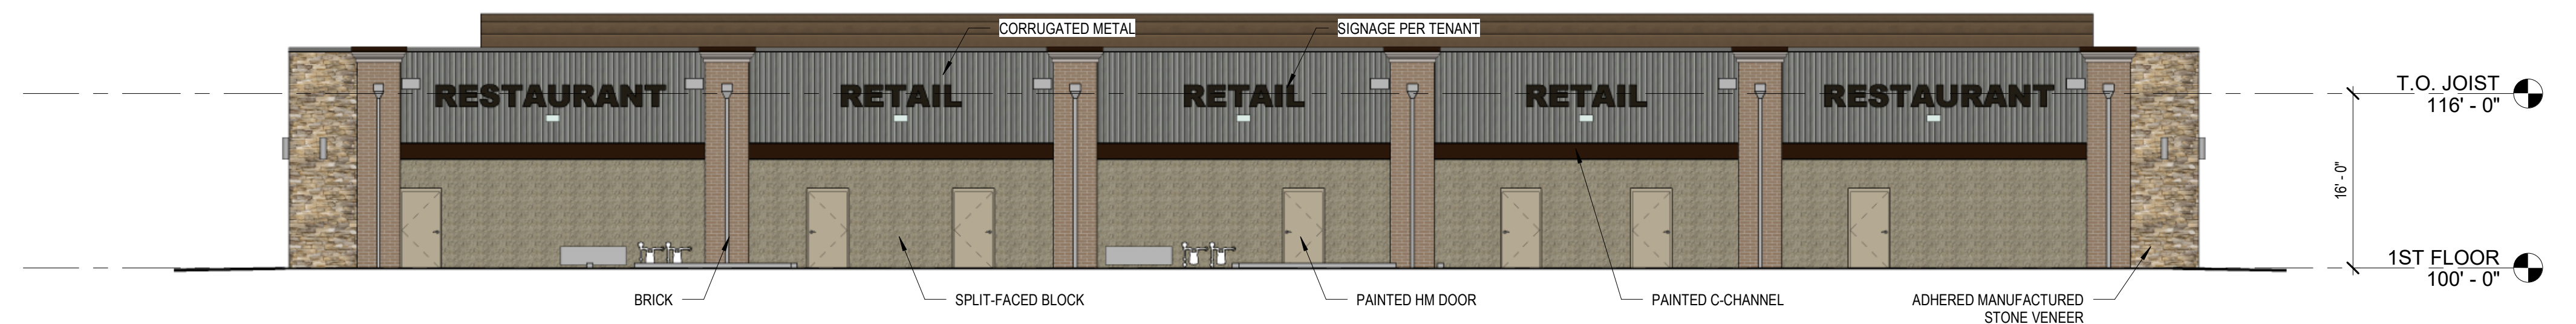 CORRUGATED METAL
SIGNAGE PER TENANT
RESTAURANT
RETAIL
RETAIL
RETAIL
RESTAURANT
T.O. JOIST
116' - 0"
16' - 0"
1ST FLOOR
100' - 0"
BRICK
SPLIT-FACED BLOCK
PAINTED HM DOOR
PAINTED C-CHANNEL
ADHERED MANUFACTURED
STONE VENEER